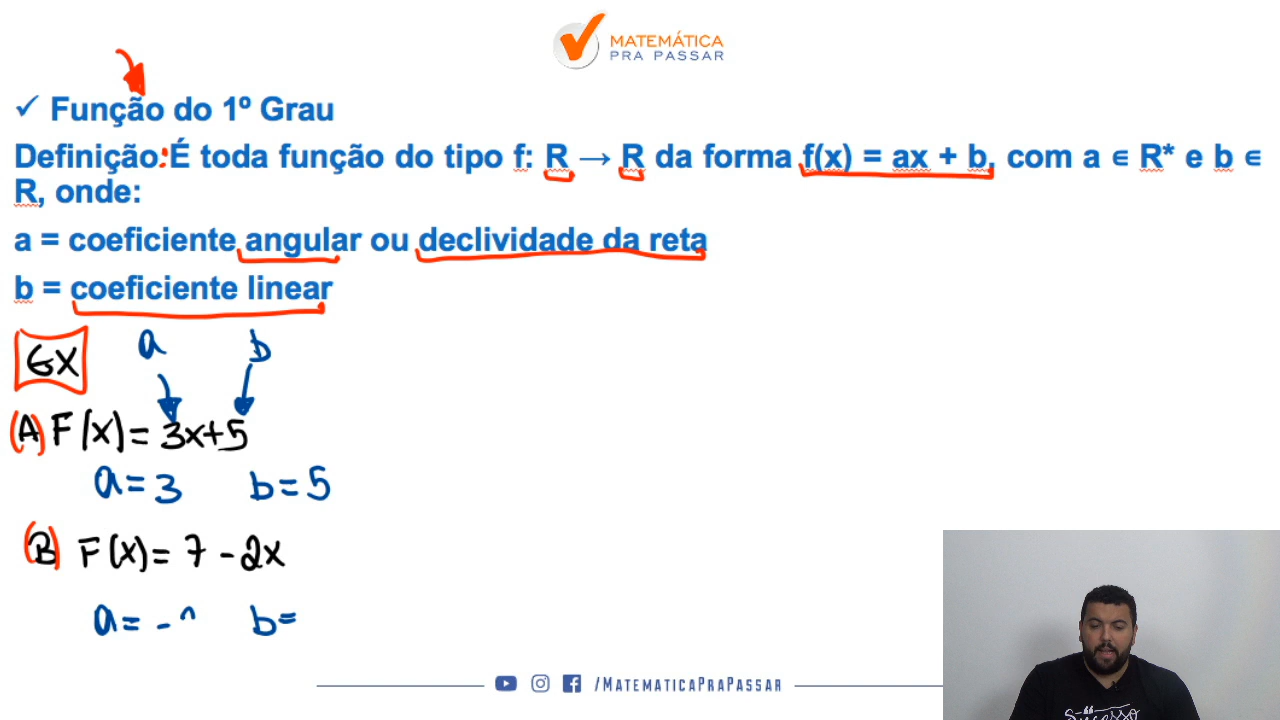 MATEMÁTICA
PRA PASSAR
✓ Função do 1º Grau
Definição: É toda função do tipo f: R → R da forma f(x) = ax + b, com a ∈ R* e b ∈
R, onde:
a = coeficiente angular ou declividade da reta
b = coeficiente linear
a b
(A) F(x) = 3x+5
a = 3 b = 5
(B) F(x) = 7 - 2x
a = - b =
/MATEMATICAPRAPASSAR
Sucesso